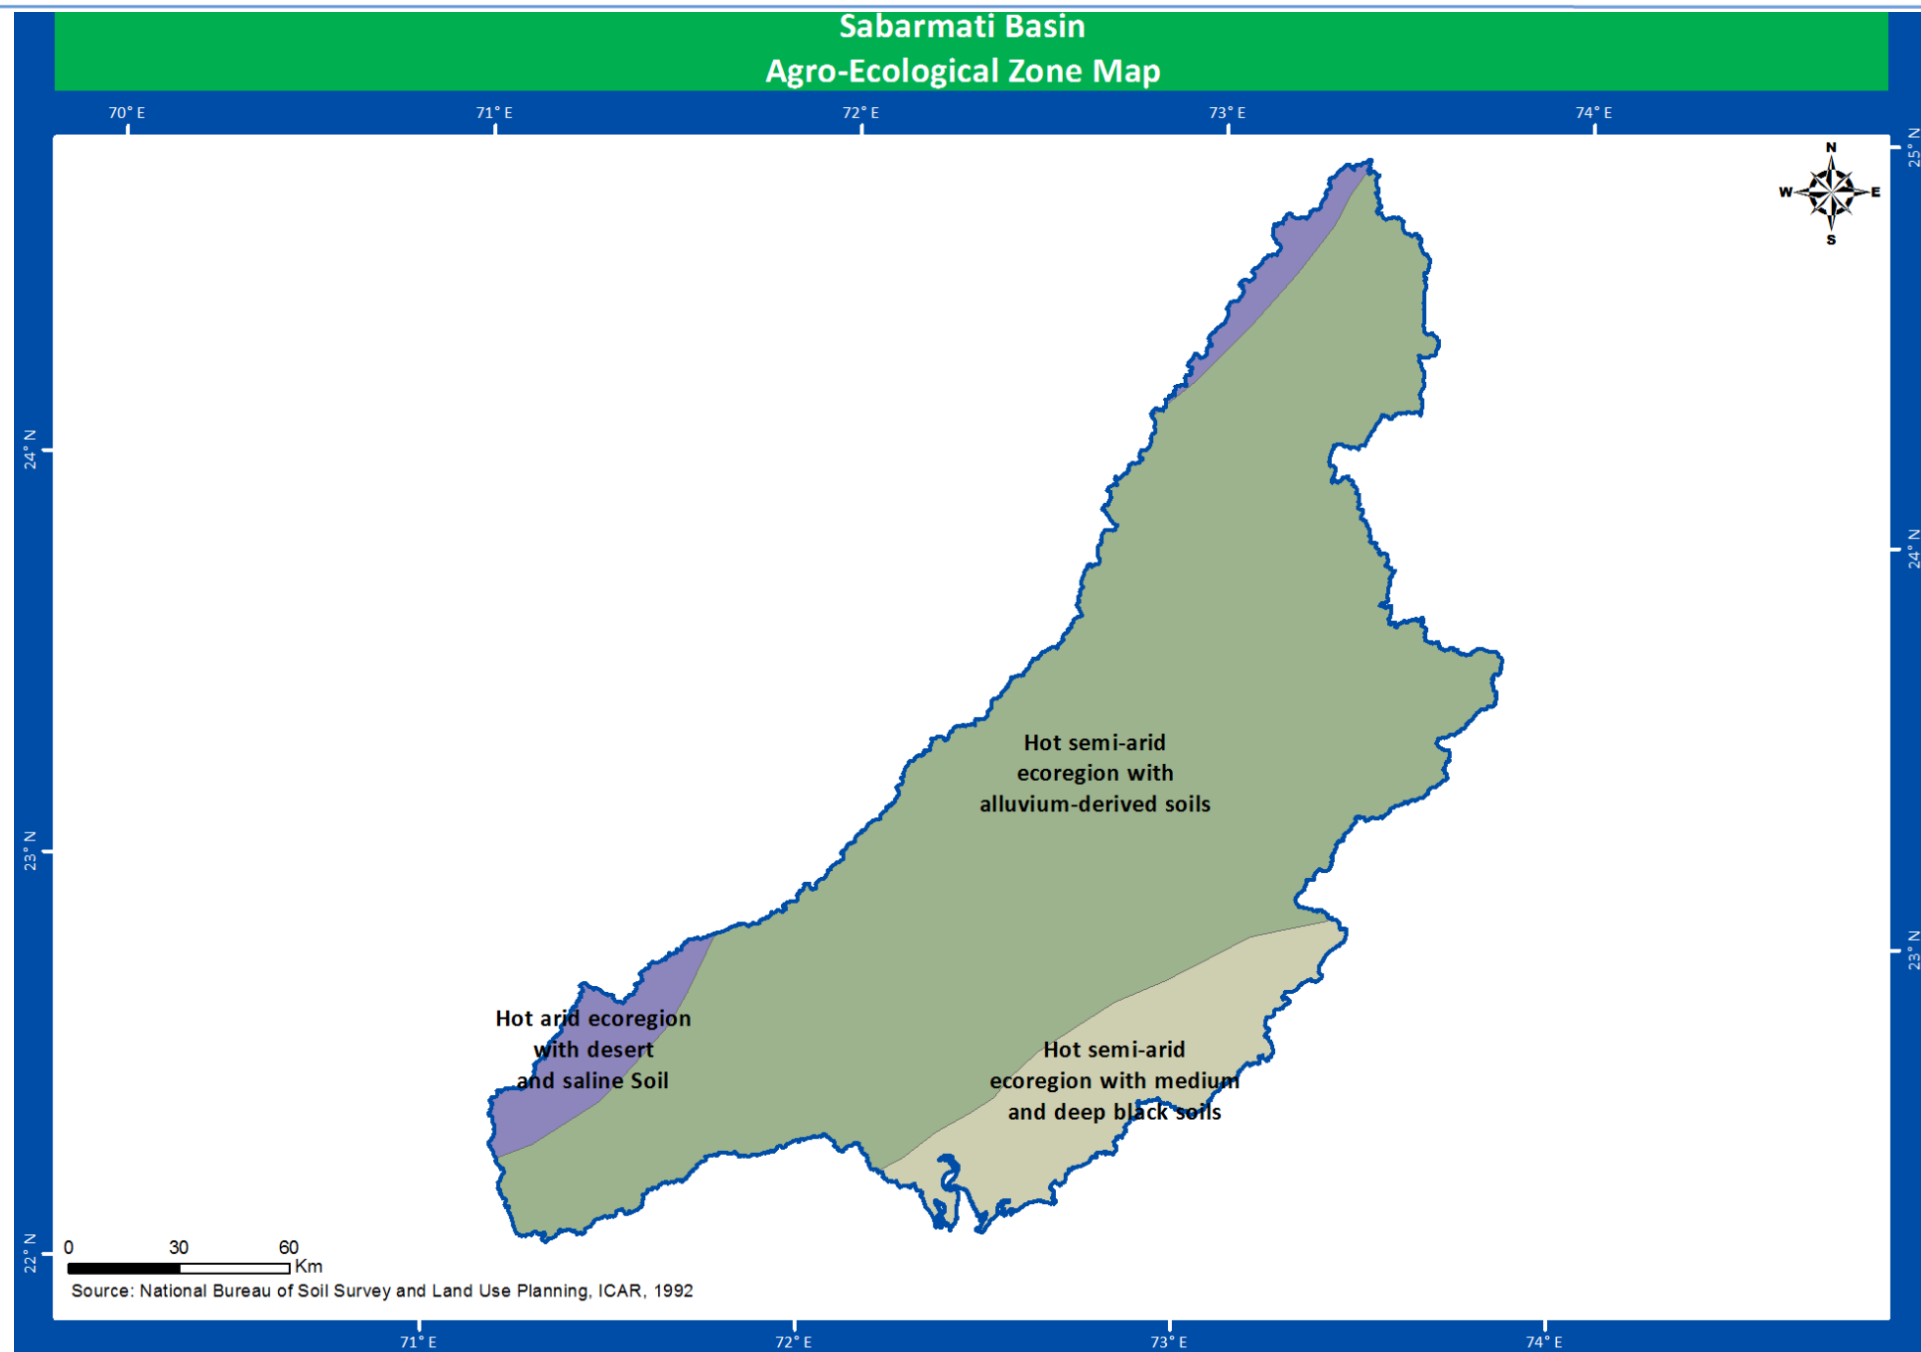 Sabarmati Basin
Agro-Ecological Zone Map
70° E 71° E 72° E 73° E 74° E
25° N
N
W E
S
24° N
24° N
Hot semi-arid
ecoregion with
alluvium-derived soils
23° N
23° N
Hot arid ecoregion
with desert
and saline Soil
Hot semi-arid
ecoregion with medium
and deep black soils
22° N
0 30 60
Km
Source: National Bureau of Soil Survey and Land Use Planning, ICAR, 1992
71° E 72° E 73° E 74° E